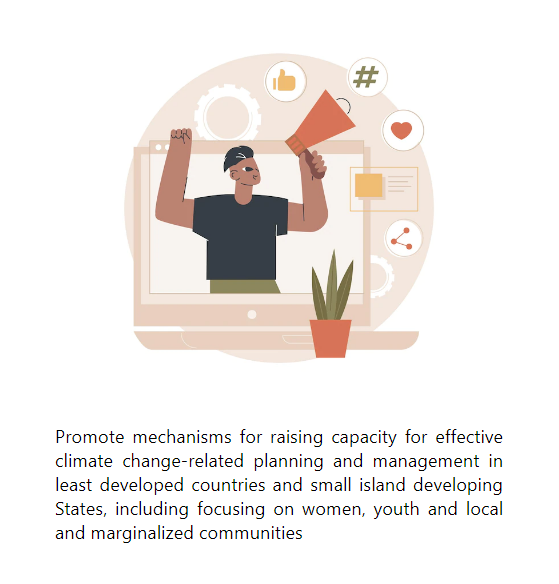 #
Promote mechanisms for raising capacity for effective
climate change-related planning and management in
least developed countries and small island developing
States, including focusing on women, youth and local
and marginalized communities